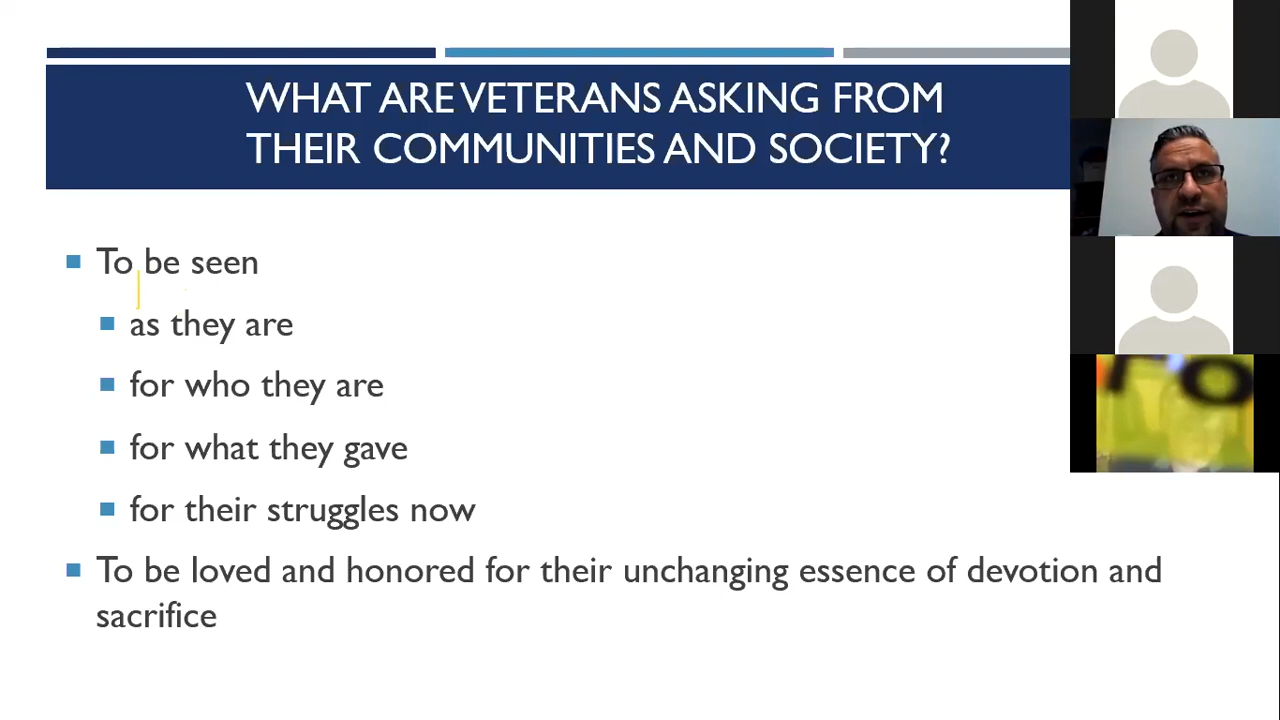 WHAT ARE VETERANS ASKING FROM
THEIR COMMUNITIES AND SOCIETY?
To be seen
as they are
for who they are
for what they gave
for their struggles now
To be loved and honored for their unchanging essence of devotion and
sacrifice